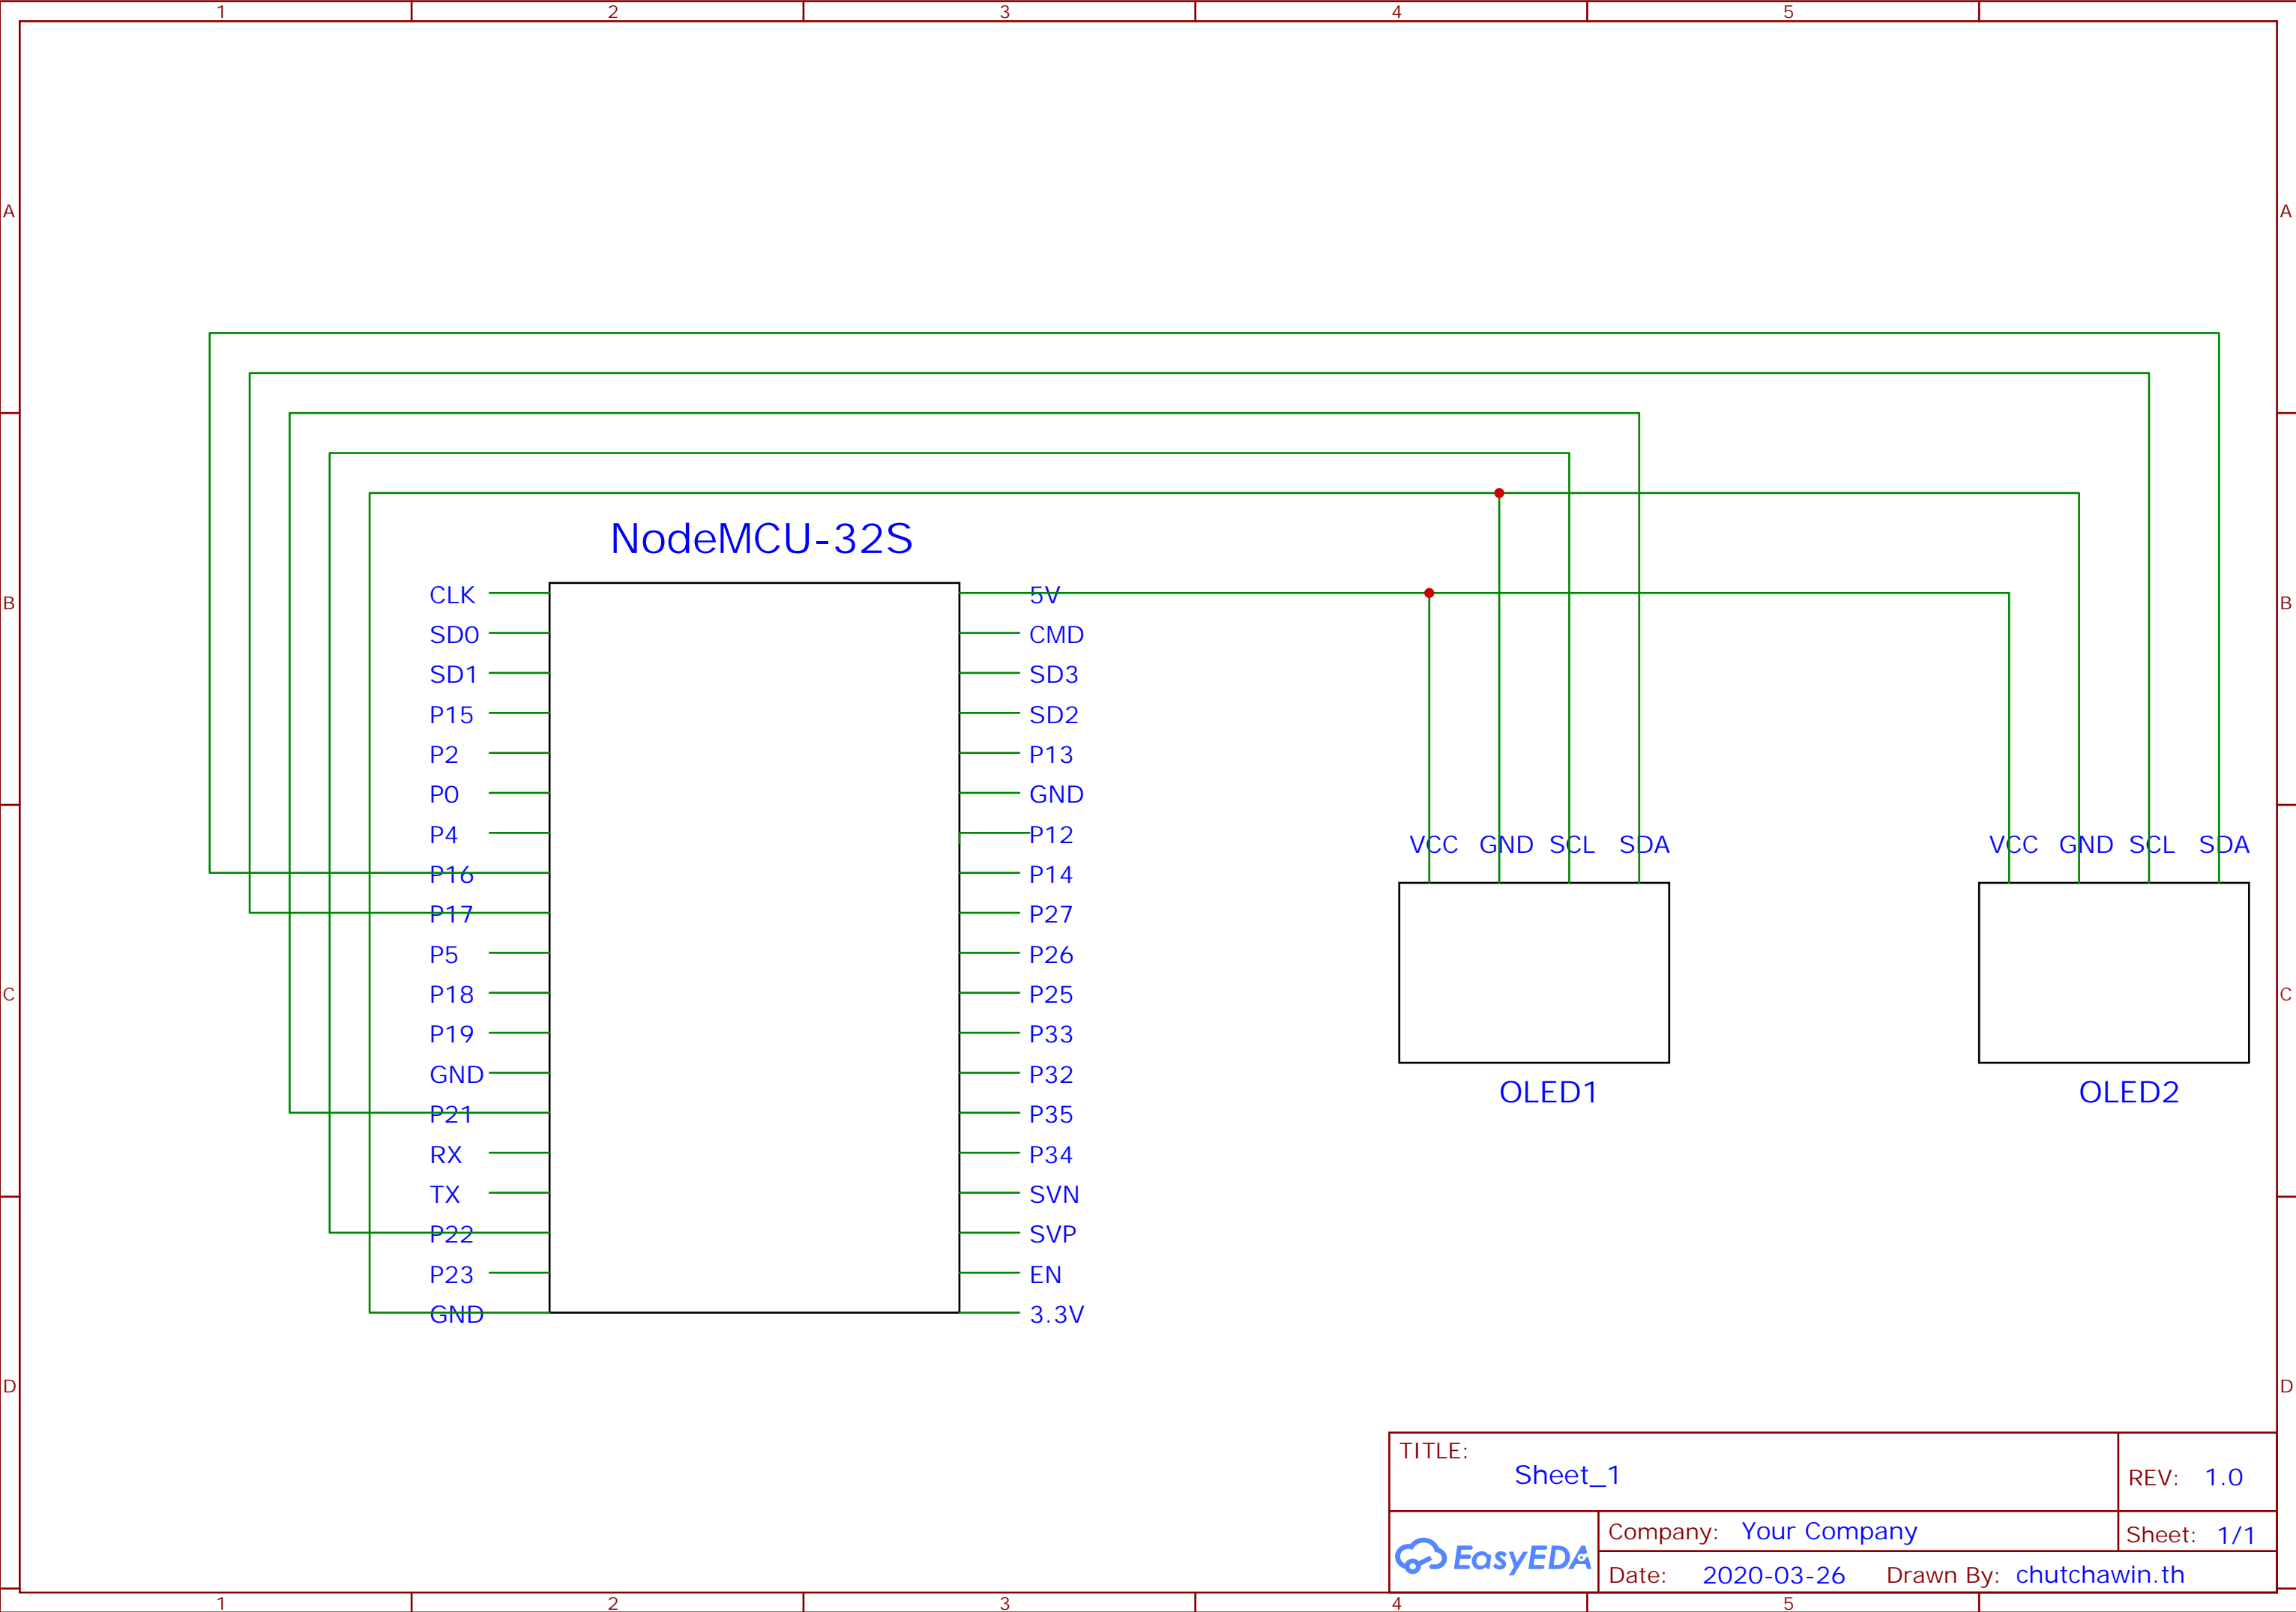 1 2 3 4 5
A A
NodeMCU-32S
B B
CLK 5V
SD0 CMD
SD1 SD3
P15 SD2
P2 P13
P0 GND
P4 P12
VCC GND SCL SDA VCC GND SCL SDA
P16 P14
P17 P27
P5 P26
C P18 P25 C
P19 P33
GND P32
OLED1 OLED2
P21 P35
RX P34
TX SVN
P22 SVP
P23 EN
GND 3.3V
D D
TITLE:
Sheet_1
REV: 1.0
Company: Your Company
Sheet: 1/1
EasyEDA
Date: 2020-03-26 Drawn By: chutchawin.th
1 2 3 4 5